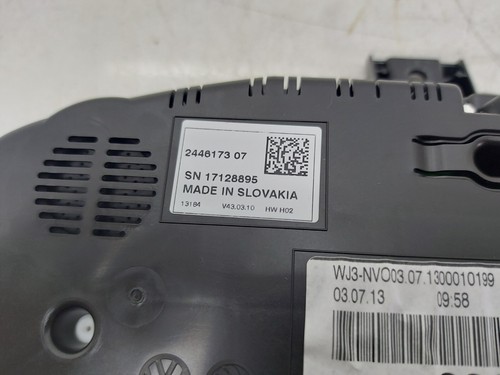 2446173 07
SN 17128895
MADE IN SLOVAKIA
13184 V43.03.10 HW H02
WJ3-NVO03.07.1300010199
03.07.13 09:58